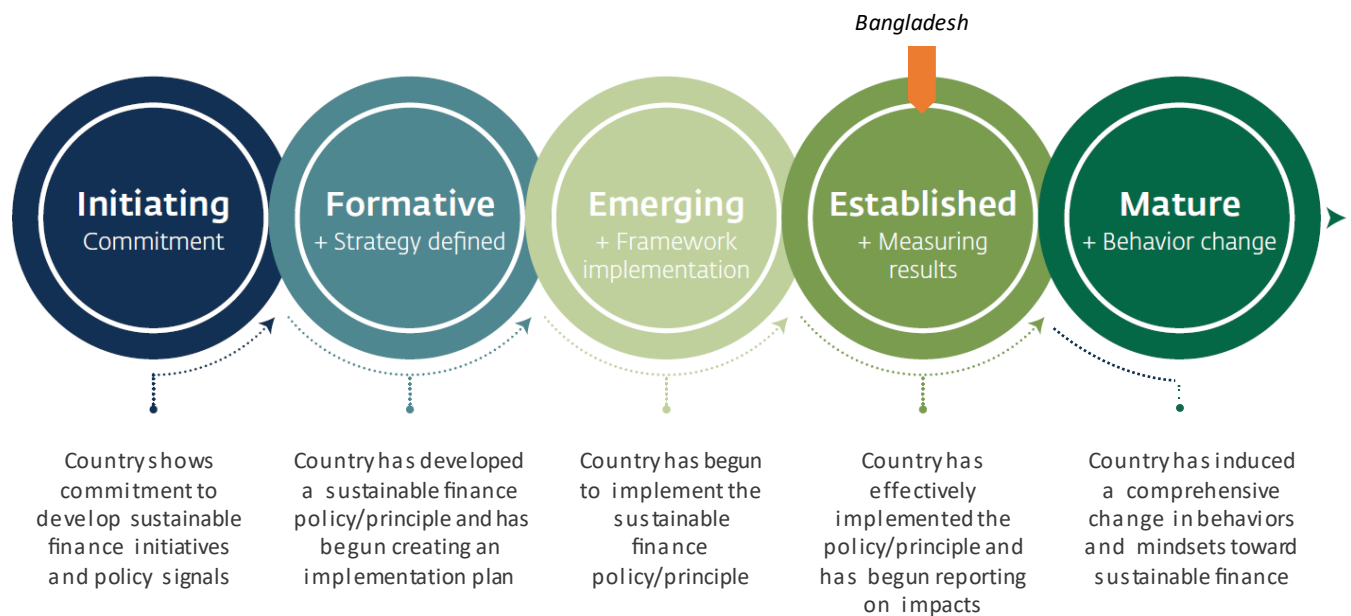 Bangladesh
Initiating
Commitment
Formative
+ Strategy defined
Emerging
+ Framework
implementation
Established
+ Measuring
results
Mature
+ Behavior change
Country shows
commitment to
develop sustainable
finance initiatives
and policy signals
Country has developed
a sustainable finance
policy/principle and has
begun creating an
implementation plan
Country has begun
to implement the
sustainable
finance
policy/principle
Country has
effectively
implemented the
policy/principle and
has begun reporting
on impacts
Country has induced
a comprehensive
change in behaviors
and mindsets toward
sustainable finance